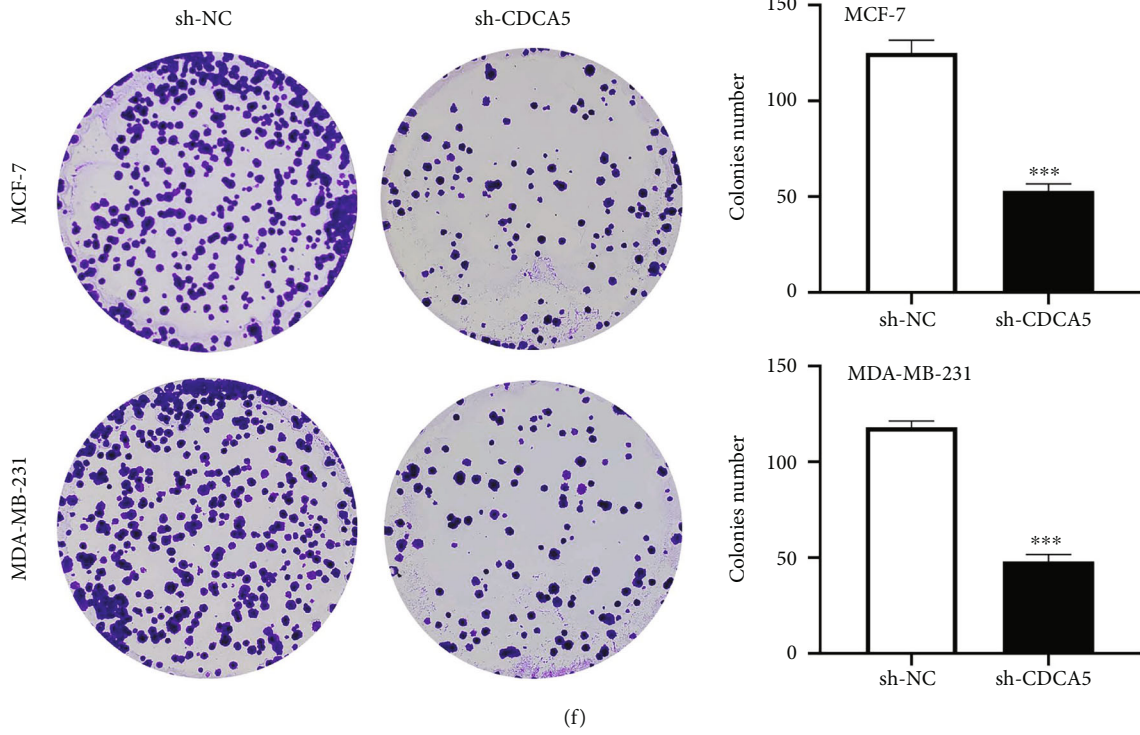 sh-NC
sh-CDCA5
MCF-7
MDA-MB-231
150
100
50
0
Colonies number
MCF-7
***
sh-NC
sh-CDCA5
150
100
50
0
Colonies number
MDA-MB-231
***
sh-NC
sh-CDCA5
(f)